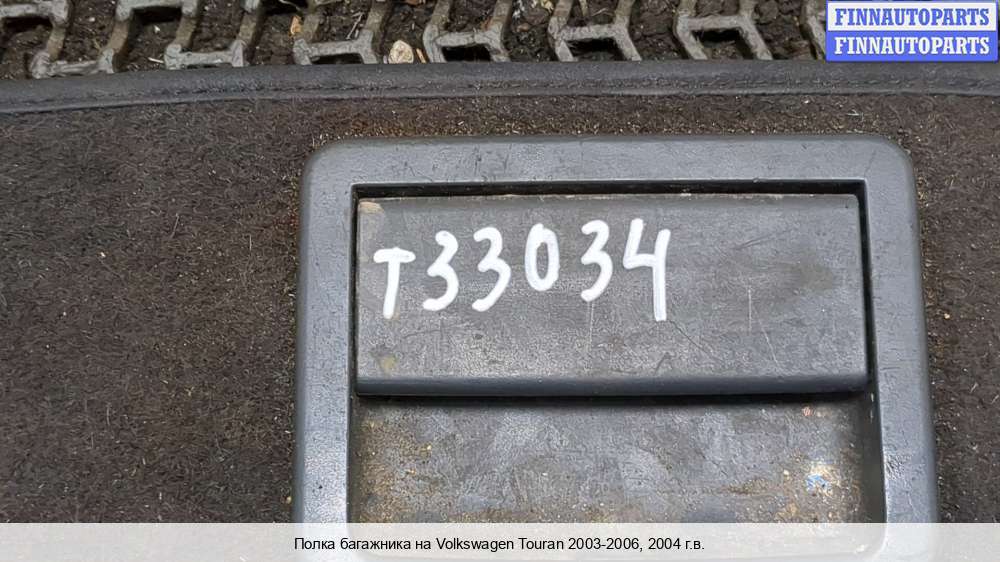 FINNAUTOPARTS
FINNAUTOPARTS
T33034
Полка багажника на Volkswagen Touran 2003-2006, 2004 г.в.